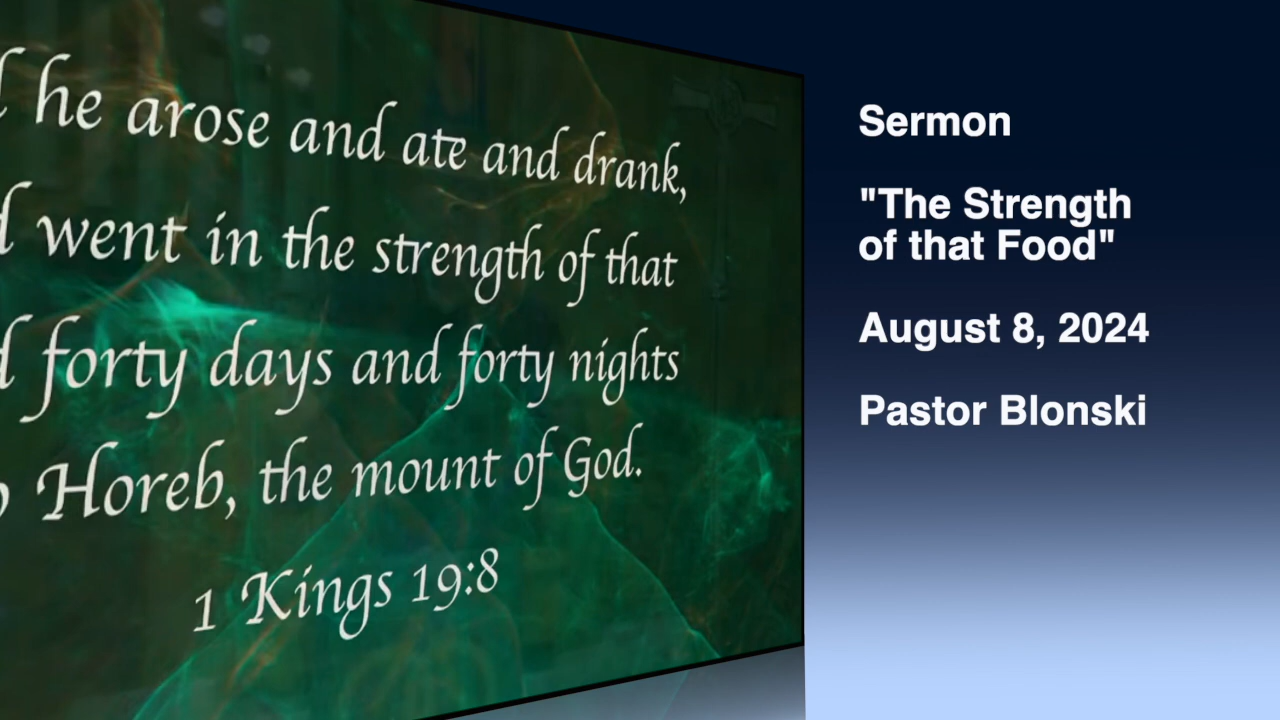 he arose and ate and drank,
went in the strength of that
forty days and forty nights
Horeb, the mount of God.
1 Kings 19:8
Sermon
"The Strength
of that Food"
August 8, 2024
Pastor Blonski